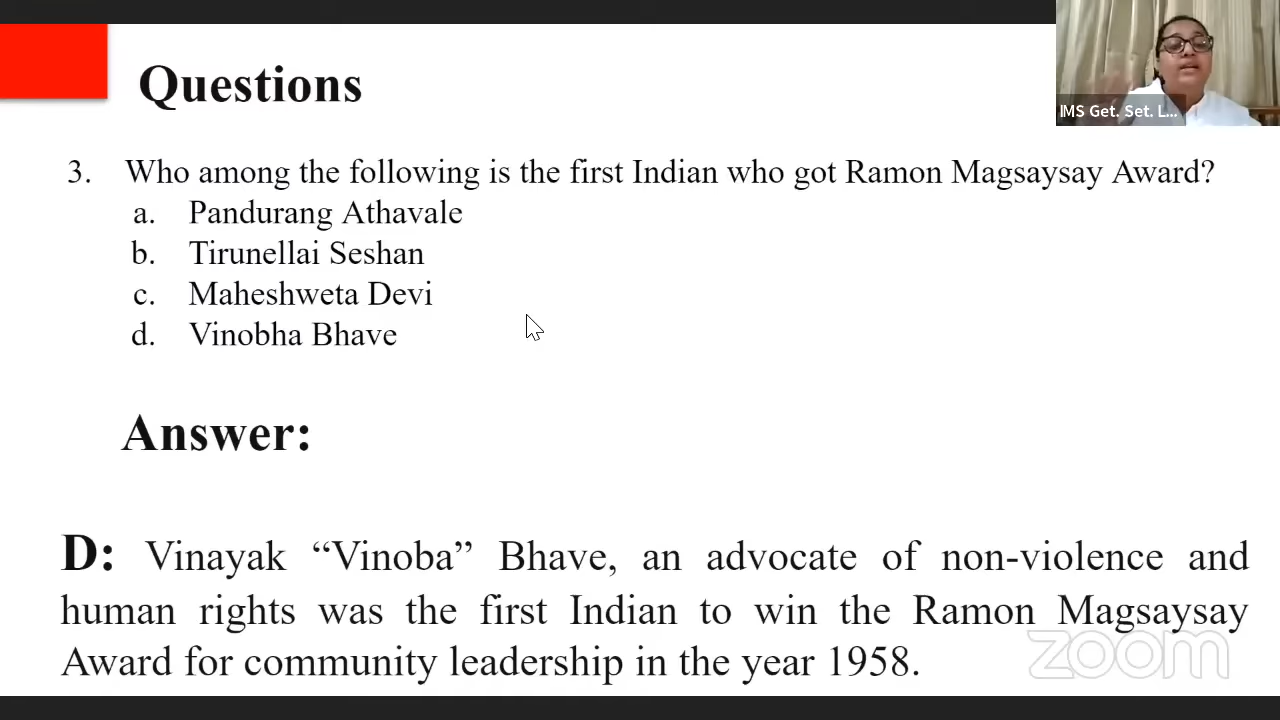 Questions
IMS Get. Set. L...
3. Who among the following is the first Indian who got Ramon Magsaysay Award?
a. Pandurang Athavale
b. Tirunellai Seshan
c. Maheshweta Devi
d. Vinobha Bhave
Answer:
D: Vinayak “Vinoba” Bhave, an advocate of non-violence and
human rights was the first Indian to win the Ramon Magsaysay
Award for community leadership in the year 1958.
zoom